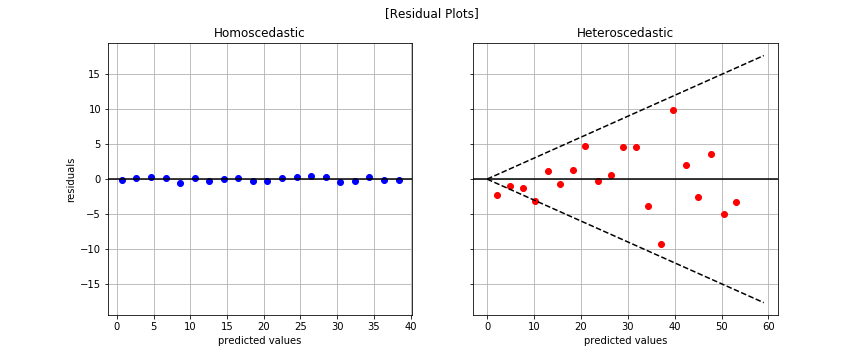 [Residual Plots]
Homoscedastic
Heteroscedastic
residuals
15
10
5
0
−5
−10
−15
0 5 10 15 20 25 30 35 40
0 10 20 30 40 50 60
predicted values
predicted values